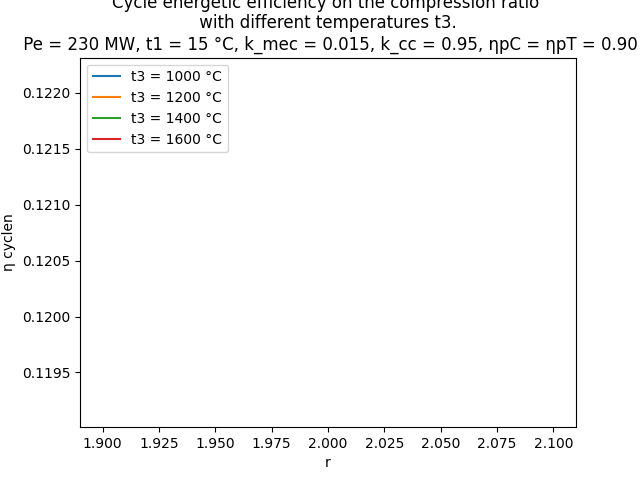 Cycle energetic efficiency on the compression ratio
with different temperatures t3.
Pe = 230 MW, t1 = 15 °C, k_mec = 0.015, k_cc = 0.95, ηpC = ηpT = 0.90
t3 = 1000 °C
t3 = 1200 °C
t3 = 1400 °C
t3 = 1600 °C
0.1220
0.1215
0.1210
0.1205
0.1200
0.1195
η cyclen
1.900 1.925 1.950 1.975 2.000 2.025 2.050 2.075 2.100
r